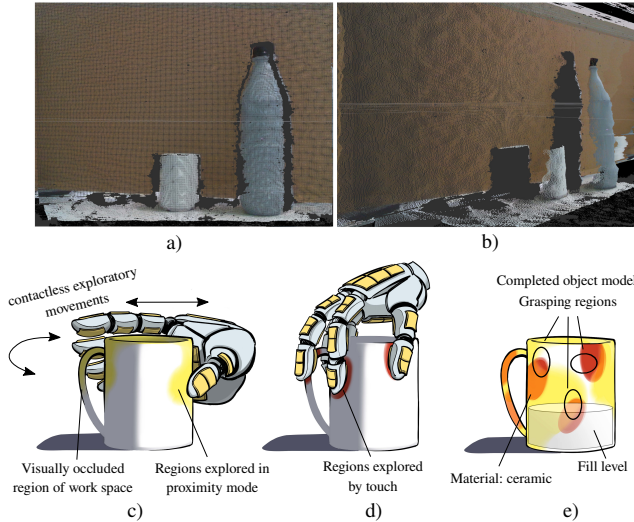 a)
b)
contactless exploratory
movements
Visually occluded
region of work space
Regions explored in
proximity mode
c)
Regions explored
by touch
d)
Completed object model
Grasping regions
Material: ceramic
Fill level
e)